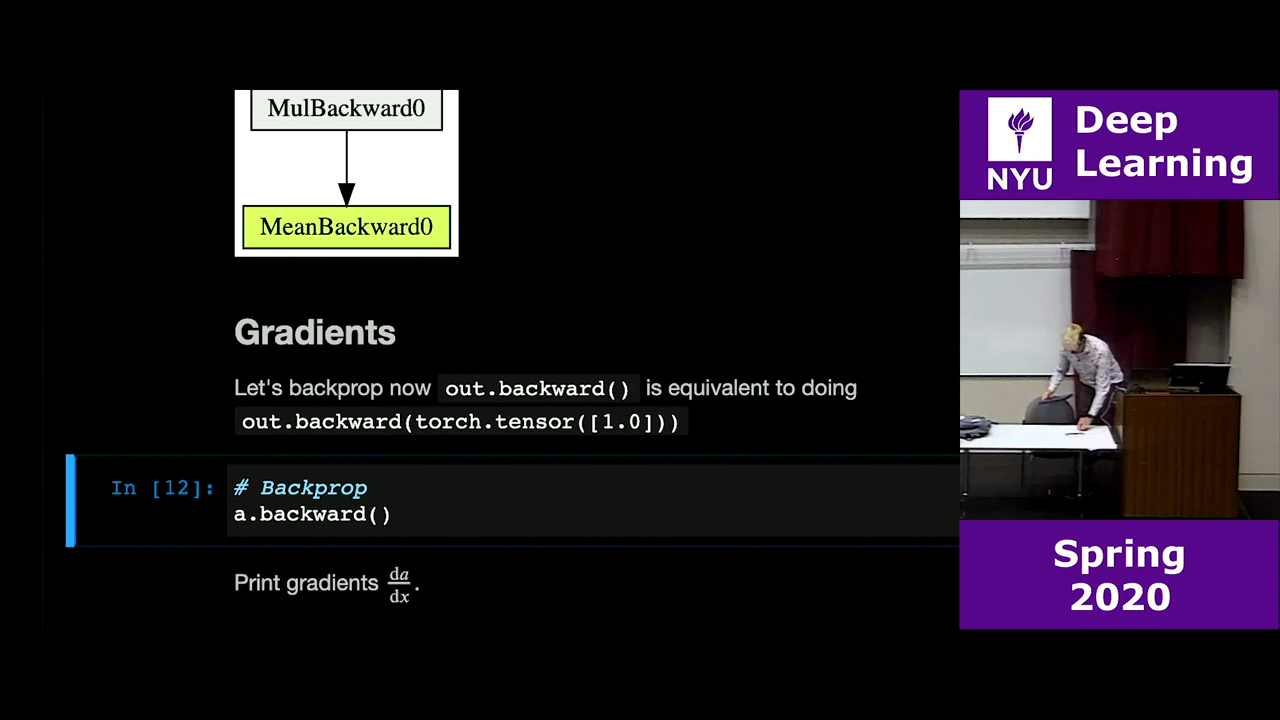 MulBackward0
MeanBackward0
Gradients
Let's backprop now out.backward() is equivalent to doing
out.backward(torch.tensor([1.0]))
In [12]:
# Backprop
a.backward()
Print gradients da/dx.
NYU
Deep
Learning
Spring
2020